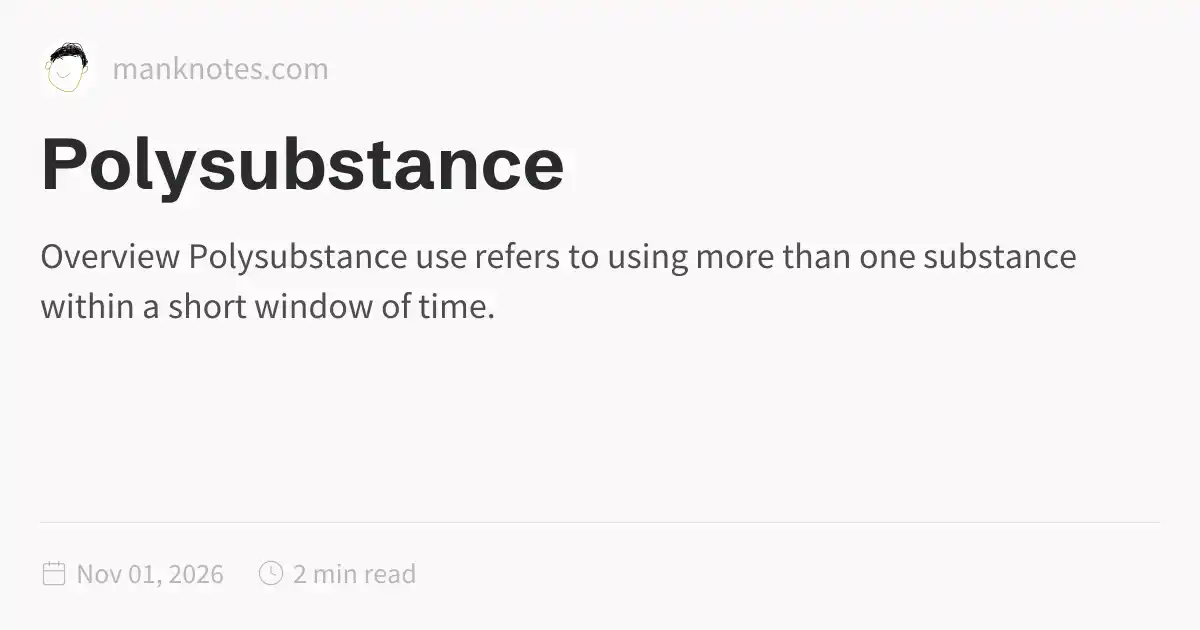 manknotes.com
Polysubstance
Overview Polysubstance use refers to using more than one substance
within a short window of time.
Nov 01, 2026 2 min read